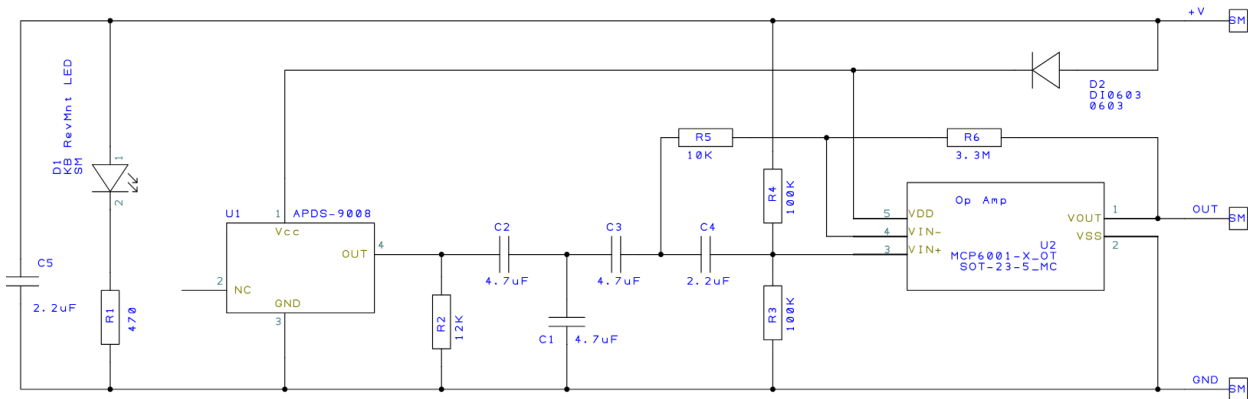 +V
SM
D1
KB RevMnt LED
SM
1
2
D2
DI0603
0603
R5
10K
R6
3.3M
R4
100K
U1
APDS-9008
1
Vcc
OUT
4
2
NC
GND
3
C2
4.7uF
C3
4.7uF
C4
2.2uF
Op Amp
5
VDD
4
VIN-
3
VIN+
VOUT
1
VSS
2
U2
MCP6001-X_OT
SOT-23-5_MC
OUT
SM
C5
2.2uF
R1
470
R2
12K
C1
4.7uF
R3
100K
GND
SM